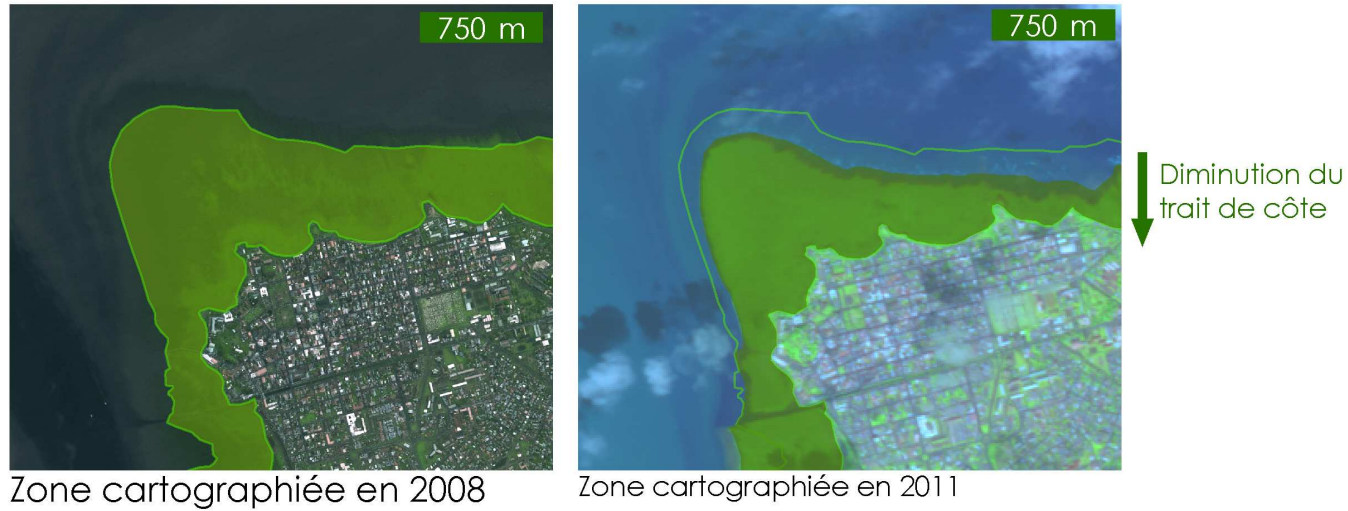 750 m
750 m
Diminution du
trait de côte
Zone cartographiée en 2008
Zone cartographiée en 2011